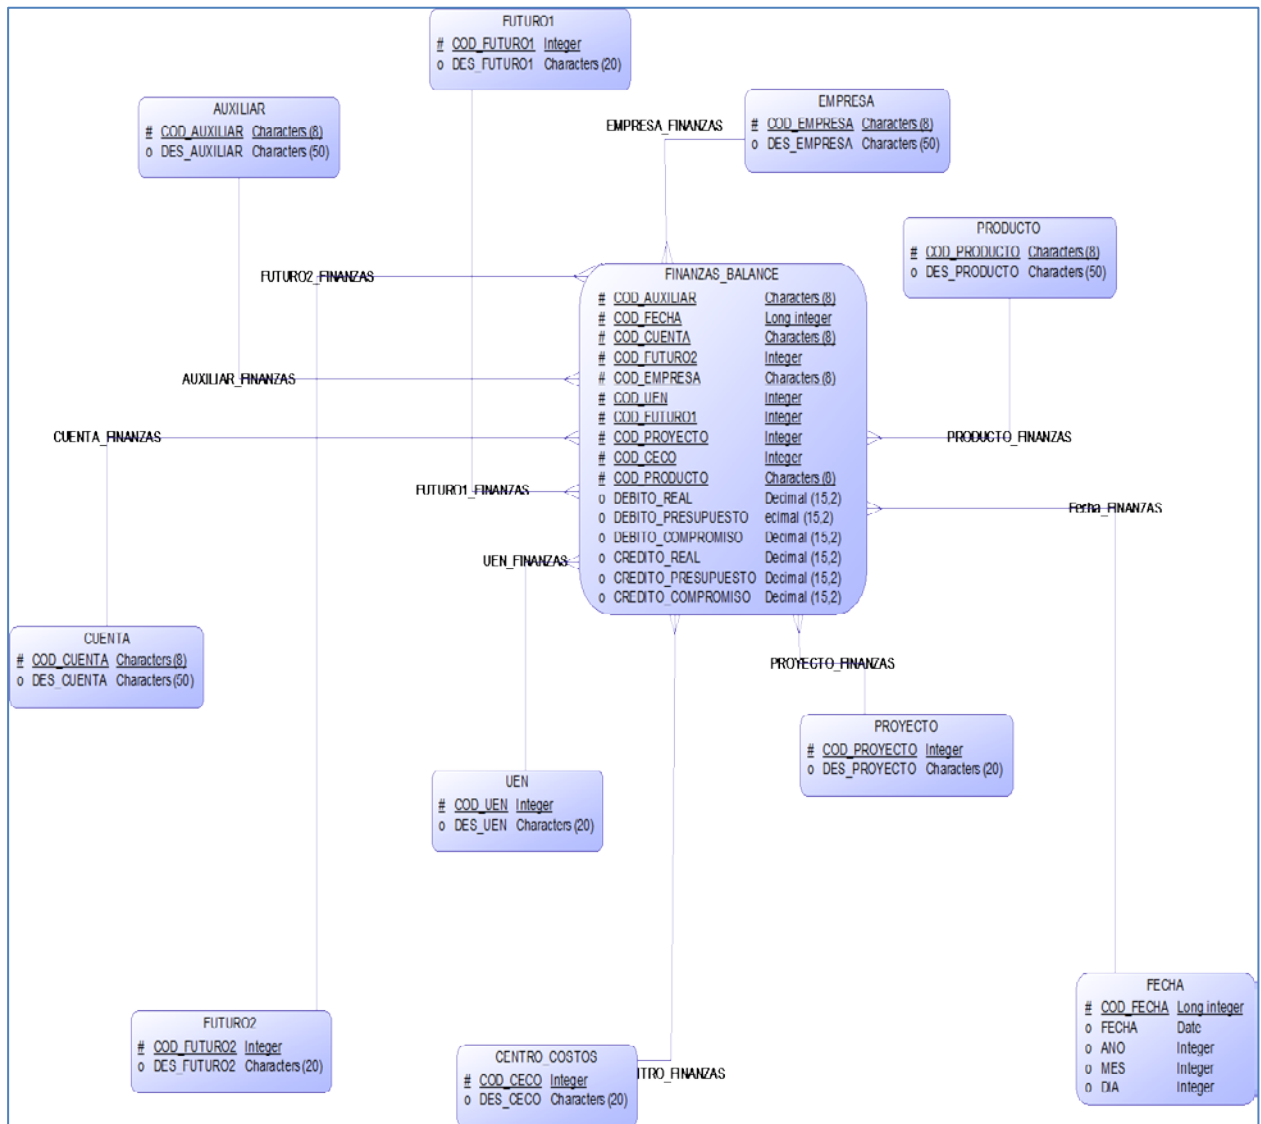 FUTURO1
# COD_FUTURO1 Integer
o DES_FUTURO1 Characters (20)
AUXILIAR
# COD_AUXILIAR Characters (8)
o DES_AUXILIAR Characters (50)
EMPRESA
# COD_EMPRESA Characters (8)
o DES_EMPRESA Characters (50)
EMPRESA_FINANZAS
PRODUCTO
# COD_PRODUCTO Characters (8)
o DES_PRODUCTO Characters (50)
FUTURO2_FINANZAS
FINANZAS_BALANCE
# COD_AUXILIAR Characters (8)
# COD_FECHA Long integer
# COD_CUENTA Characters (8)
# COD_FUTURO2 Integer
# COD_EMPRESA Characters (8)
# COD_UEN Integer
# COD_FUTURO1 Integer
# COD_PROYECTO Integer
# COD_CECO Integer
# COD_PRODUCTO Characters (8)
o DEBITO_REAL Decimal (15,2)
o DEBITO_PRESUPUESTO ecimal (15,2)
o DEBITO_COMPROMISO Decimal (15,2)
o CREDITO_REAL Decimal (15,2)
o CREDITO_PRESUPUESTO Decimal (15,2)
o CREDITO_COMPROMISO Decimal (15,2)
AUXILIAR_FINANZAS
CUENTA_FINANZAS
PRODUCTO_FINANZAS
FUTURO1_FINANZAS
Fecha_FINANZAS
UEN_FINANZAS
CUENTA
# COD_CUENTA Characters (8)
o DES_CUENTA Characters (50)
PROYECTO_FINANZAS
PROYECTO
# COD_PROYECTO Integer
o DES_PROYECTO Characters (20)
UEN
# COD_UEN Integer
o DES_UEN Characters (20)
FECHA
# COD_FECHA Long integer
o FECHA Date
o ANO Integer
o MES Integer
o DIA Integer
FUTURO2
# COD_FUTURO2 Integer
o DES_FUTURO2 Characters (20)
CENTRO_COSTOS
# COD_CECO Integer
o DES_CECO Characters (20)
ITRO_FINANZAS